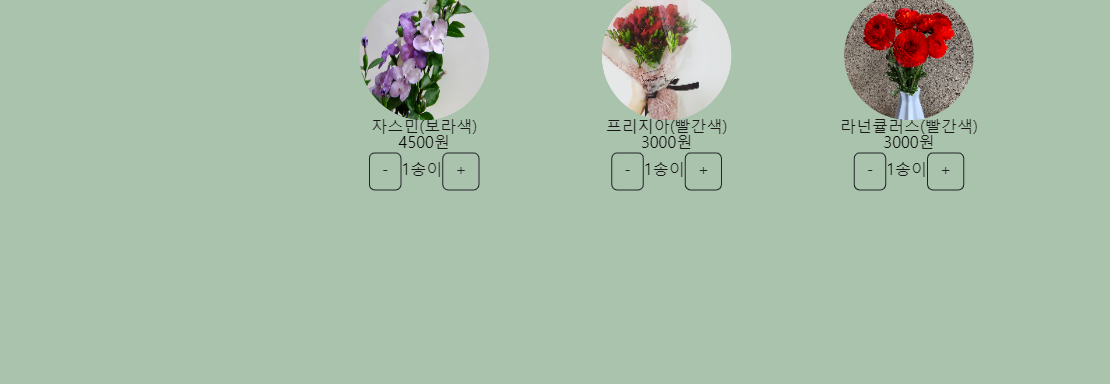 자스민(보라색)
4500원
- 1송이 +
프리지아(빨간색)
3000원
- 1송이 +
라넌큘러스(빨간색)
3000원
- 1송이 +